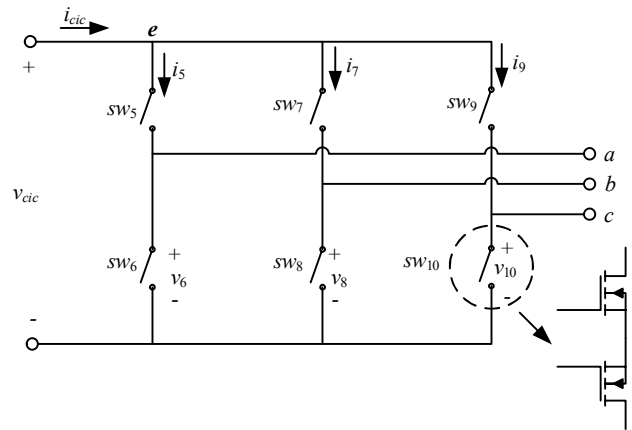 i_cic
e
+
i_5
i_7
i_9
sw_5
sw_7
sw_9
a
b
c
v_cic
sw_6
+
v_6
-
sw_8
+
v_8
-
sw_10
+
v_10
-
-